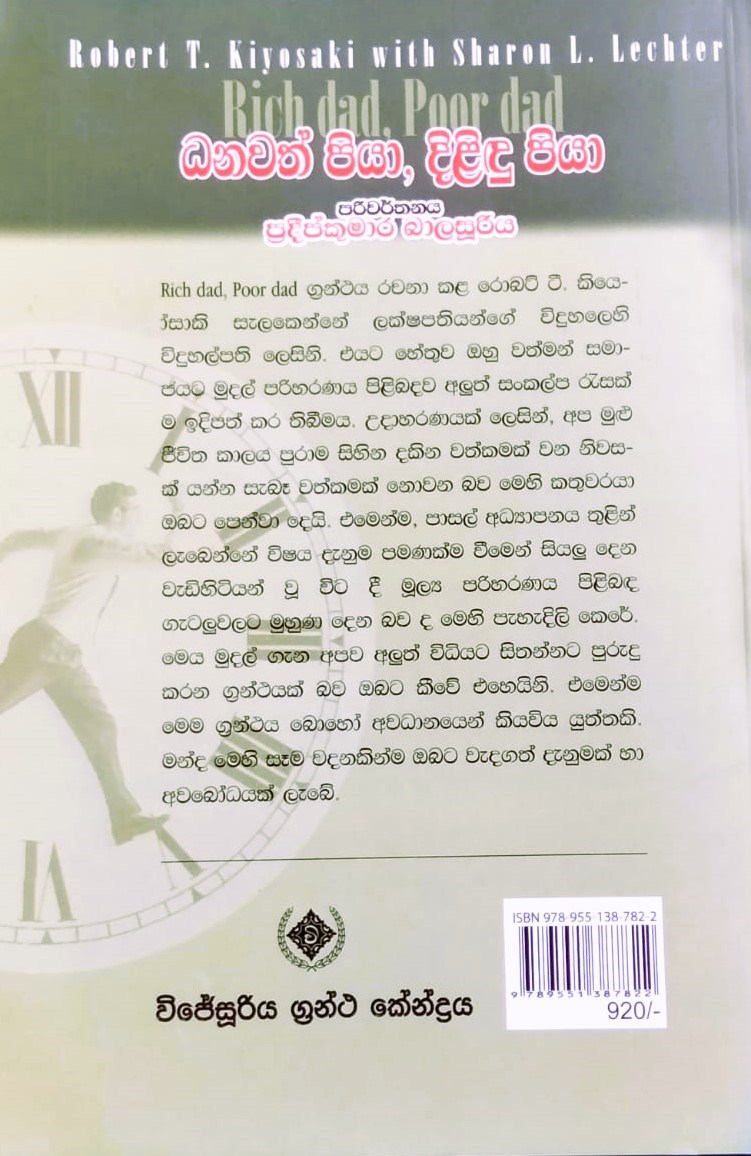 Robert T. Kiyosaki with Sharon L. Lechter
Rich dad, Poor dad
ධනවත් පියා, දිළිඳු පියා
පරිවර්තනය
ප්‍රදීප්කුමාර බාලසූරිය
Rich dad, Poor dad ග්‍රන්ථය රචනා කළ රොබට් ටී. කියෙ-
ා්සාකි සැලකෙන්නේ ලක්ෂපතියන්ගේ විදුහලෙහි
විදුහල්පති ලෙසිනි. එයට හේතුව ඔහු වත්මන් සමා-
ජයට මුදල් පරිහරණය පිළිබඳව අලුත් සංකල්ප රැසක්
ම ඉදිපත් කර තිබීමය. උදාහරණයක් ලෙසින්, අප මුළු
ජීවිත කාලය පුරාම සිහින දකින වත්කමක් වන නිවස-
ක් යන්න සැබෑ වත්කමක් නොවන බව මෙහි කතුවරයා
ඔබට පෙන්වා දෙයි. එමෙන්ම, පාසල් අධ්‍යාපනය තුළින්
ලැබෙන්නේ විෂය දැනුම පමණක්ම වීමෙන් සියලු දෙන
වැඩිහිටියන් වූ විට දී මූල්‍ය පරිහරණය පිළිබඳ
ගැටලුවලට මුහුණ දෙන බව ද මෙහි පැහැදිලි කෙරේ.
මෙය මුදල් ගැන අපව අලුත් විධියට සිතන්නට පුරුදු
කරන ග්‍රන්ථයක් බව ඔබට කීවේ එහෙයිනි. එමෙන්ම
මෙම ග්‍රන්ථය බොහෝ අවධානයෙන් කියවිය යුත්තකි.
මන්ද මෙහි සෑම වදනකින්ම ඔබට වැදගත් දැනුමක් හා
අවබෝධයක් ලැබේ.
XII
I
II
III
IIII
V
VI
ISBN 978-955-138-782-2
9 789551 387822
920/-
වි
විජේසූරිය ග්‍රන්ථ කේන්ද්‍රය